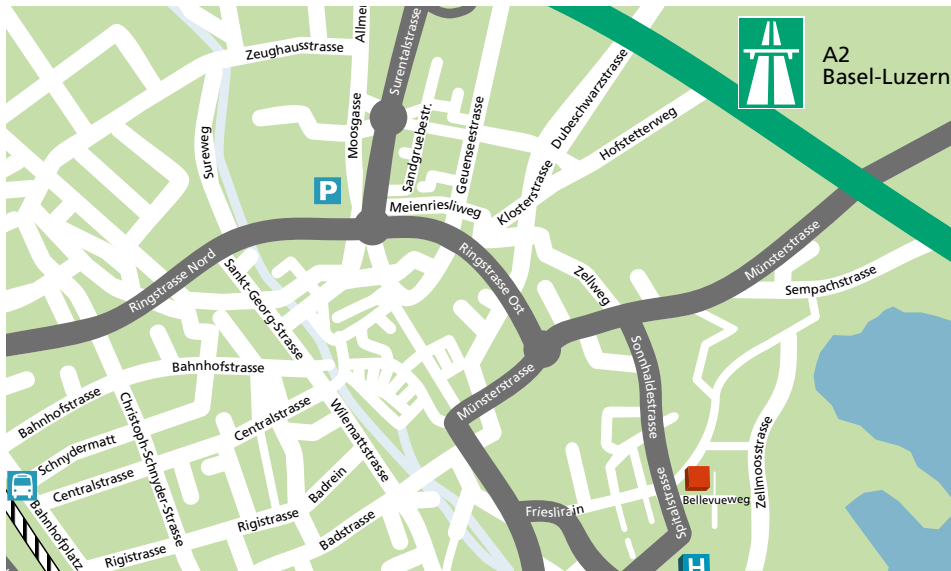 Allme
Surentalstrasse
Zeughausstrasse
A2
Basel-Luzern
Moosgasse
Sandgruebestr.
Geuenseestrasse
Dubeschwarzstrasse
Hofstetterweg
Sureweg
P
Meienriesliweg
Klosterstrasse
Ringstrasse Nord
Sankt-Georg-Strasse
Ringstrasse Ost
Zellweg
Münsterstrasse
Sempachstrasse
Bahnhofstrasse
Münsterstrasse
Sonnhaldestrasse
Bahnhofstrasse
Christoph-Schnyder-Strasse
Centralstrasse
Wilemattstrasse
Schnydermatt
Centralstrasse
Badrein
Zellmoosstrasse
Bellevueweg
Frieslirain
Spitalstrasse
Rigistrasse
Badstrasse
Bahnhofplatz
Rigistrasse
H